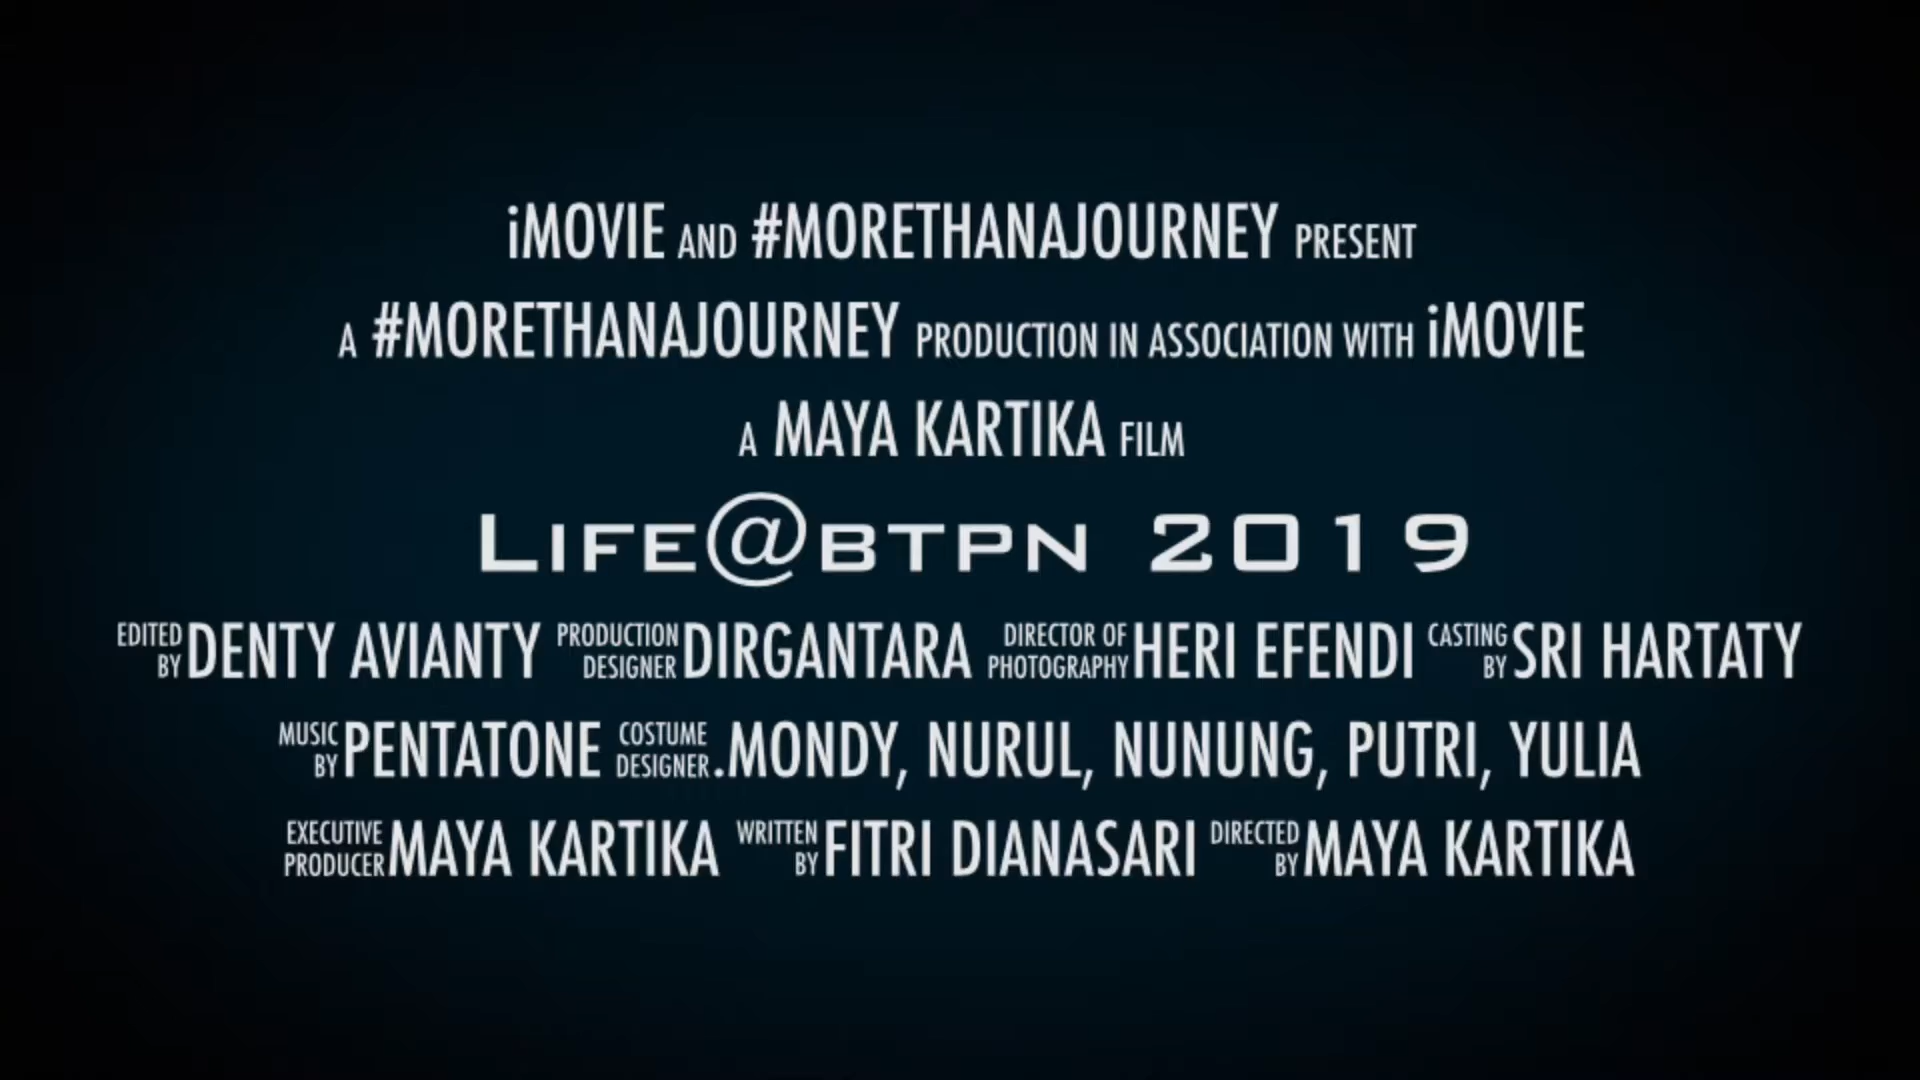 iMOVIE AND #MORETHANAJOURNEY PRESENT
A #MORETHANAJOURNEY PRODUCTION IN ASSOCIATION WITH iMOVIE
A MAYA KARTIKA FILM
LIFE@BTPN 2019
EDITED BY DENTY AVIANTY PRODUCTION DESIGNER DIRGANTARA DIRECTOR OF PHOTOGRAPHY HERI EFENDI CASTING BY SRI HARTATY
MUSIC BY PENTATONE COSTUME DESIGNER .MONDY, NURUL, NUNUNG, PUTRI, YULIA
EXECUTIVE PRODUCER MAYA KARTIKA WRITTEN BY FITRI DIANASARI DIRECTED BY MAYA KARTIKA